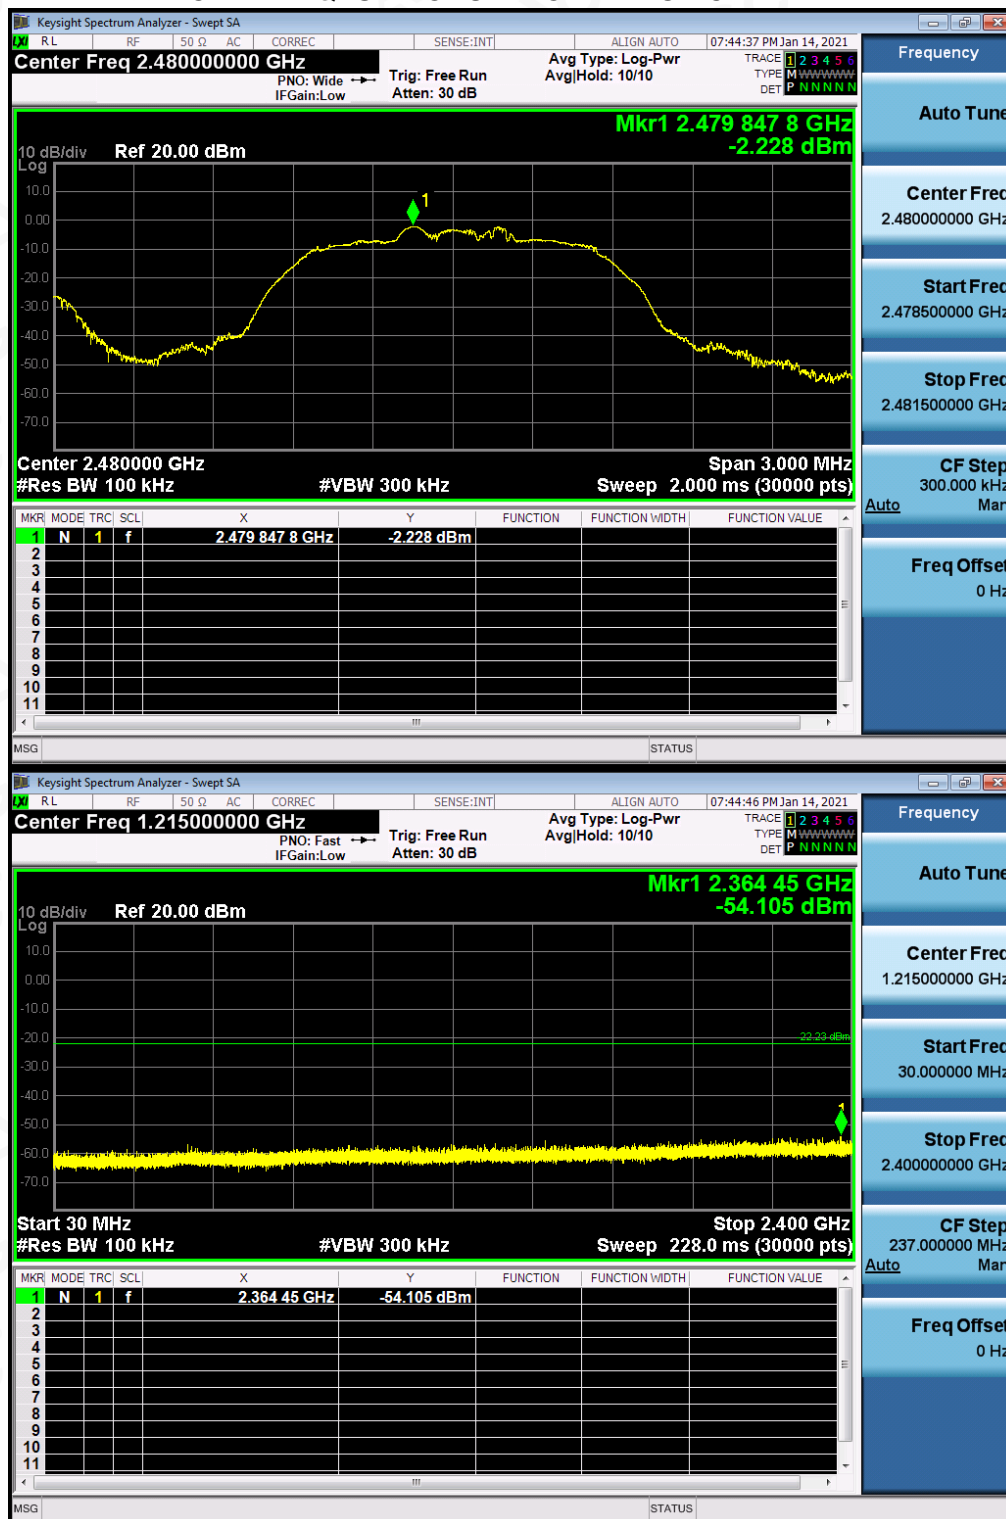 Keysight Spectrum Analyzer - Swept SA
LXI RL RF 50 Ω AC CORREC SENSE:INT ALIGN AUTO 07:44:37 PM Jan 14, 2021
Center Freq 2.480000000 GHz
PNO: Wide
IFGain:Low
Trig: Free Run
Atten: 30 dB
Avg Type: Log-Pwr
Avg|Hold: 10/10
TRACE 1 2 3 4 5 6
TYPE M WWWWW
DET P N N N N N
Mkr1 2.479 847 8 GHz
-2.228 dBm
10 dB/div Ref 20.00 dBm
Log
10.0
0.00
-10.0
-20.0
-30.0
-40.0
-50.0
-60.0
-70.0
1
Center 2.480000 GHz Span 3.000 MHz
#Res BW 100 kHz #VBW 300 kHz Sweep 2.000 ms (30000 pts)
MKR MODE TRC SCL X Y FUNCTION FUNCTION WIDTH FUNCTION VALUE
1 N 1 f 2.479 847 8 GHz -2.228 dBm
2
3
4
5
6
7
8
9
10
11
MSG STATUS
Frequency
Auto Tune
Center Freq
2.480000000 GHz
Start Freq
2.478500000 GHz
Stop Freq
2.481500000 GHz
CF Step
300.000 kHz
Auto Man
Freq Offset
0 Hz
Keysight Spectrum Analyzer - Swept SA
LXI RL RF 50 Ω AC CORREC SENSE:INT ALIGN AUTO 07:44:46 PM Jan 14, 2021
Center Freq 1.215000000 GHz
PNO: Fast
IFGain:Low
Trig: Free Run
Atten: 30 dB
Avg Type: Log-Pwr
Avg|Hold: 10/10
TRACE 1 2 3 4 5 6
TYPE M WWWWW
DET P N N N N N
Mkr1 2.364 45 GHz
-54.105 dBm
10 dB/div Ref 20.00 dBm
Log
10.0
0.00
-10.0
-20.0
-30.0
-40.0
-50.0
-60.0
-70.0
-22.23 dBm
1
Start 30 MHz Stop 2.400 GHz
#Res BW 100 kHz #VBW 300 kHz Sweep 228.0 ms (30000 pts)
MKR MODE TRC SCL X Y FUNCTION FUNCTION WIDTH FUNCTION VALUE
1 N 1 f 2.364 45 GHz -54.105 dBm
2
3
4
5
6
7
8
9
10
11
MSG STATUS
Frequency
Auto Tune
Center Freq
1.215000000 GHz
Start Freq
30.000000 MHz
Stop Freq
2.400000000 GHz
CF Step
237.000000 MHz
Auto Man
Freq Offset
0 Hz